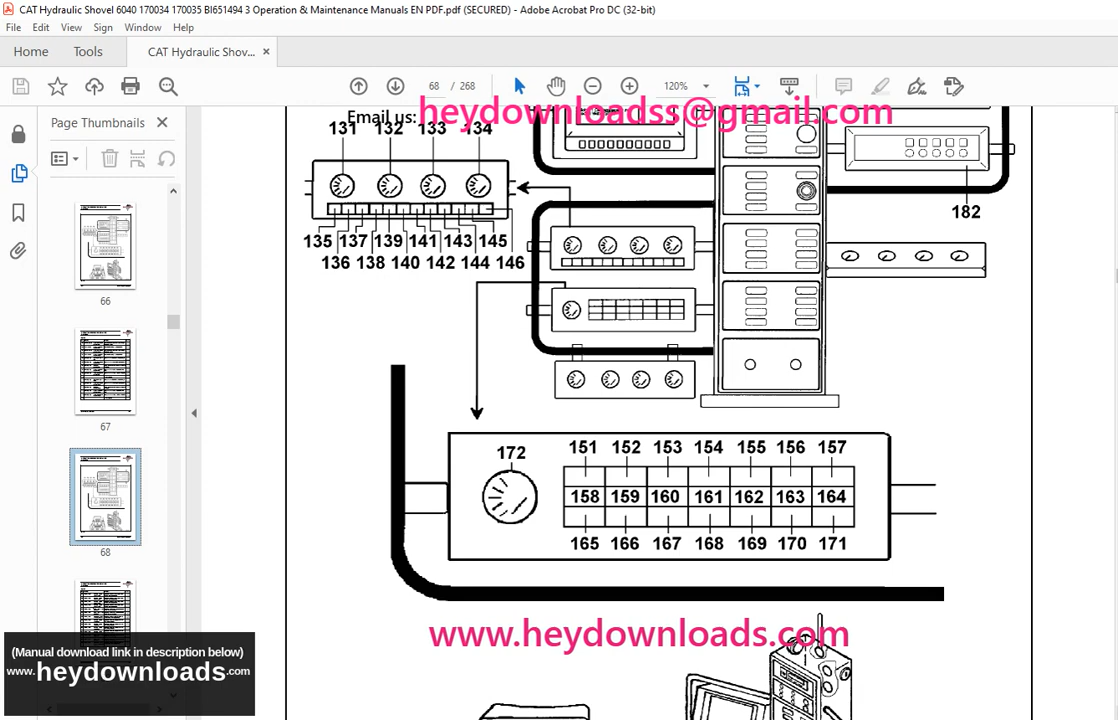 CAT Hydraulic Shovel 6040 170034 170035 BI651494 3 Operation & Maintenance Manuals EN PDF.pdf (SECURED) - Adobe Acrobat Pro DC (32-bit)
File Edit View Sign Window Help
Home Tools CAT Hydraulic Shov... ×
68 / 268 120%
Page Thumbnails
66
67
68
Email us: heydownloadss@gmail.com
131 132 133 134
135 137 139 141 143 145
136 138 140 142 144 146
182
172 151 152 153 154 155 156 157
158 159 160 161 162 163 164
165 166 167 168 169 170 171
www.heydownloads.com
(Manual download link in description below)
www.heydownloads.com